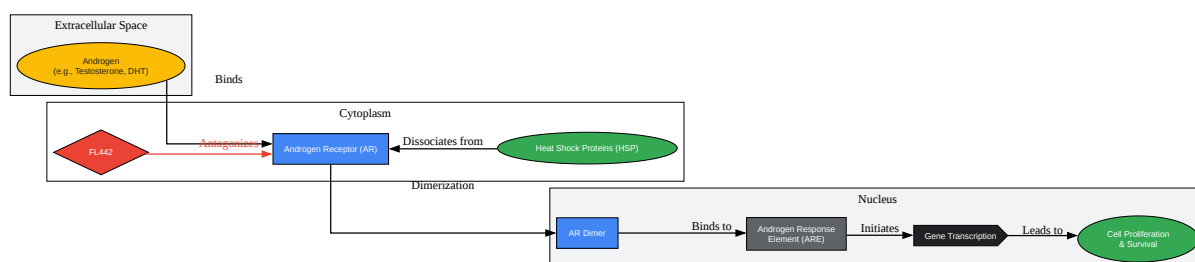 Extracellular Space
Androgen
(e.g., Testosterone, DHT)
Binds
Cytoplasm
FL442
Antagonizes
Androgen Receptor (AR)
Dissociates from
Heat Shock Proteins (HSP)
Dimerization
Nucleus
AR Dimer
Binds to
Androgen Response
Element (ARE)
Initiates
Gene Transcription
Leads to
Cell Proliferation
& Survival